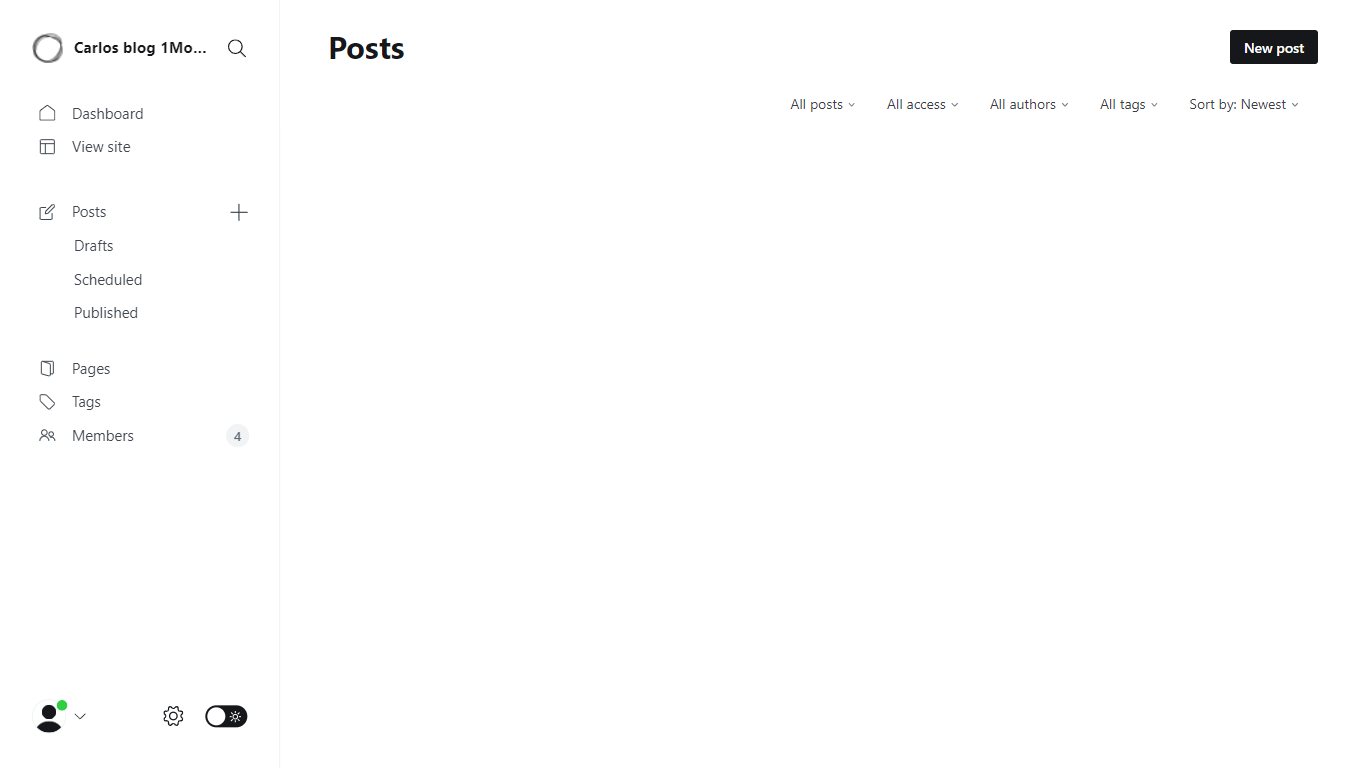 Carlos blog 1Mo...
Dashboard
View site
Posts
Drafts
Scheduled
Published
Pages
Tags
Members 4
Posts
New post
All posts All access All authors All tags Sort by: Newest